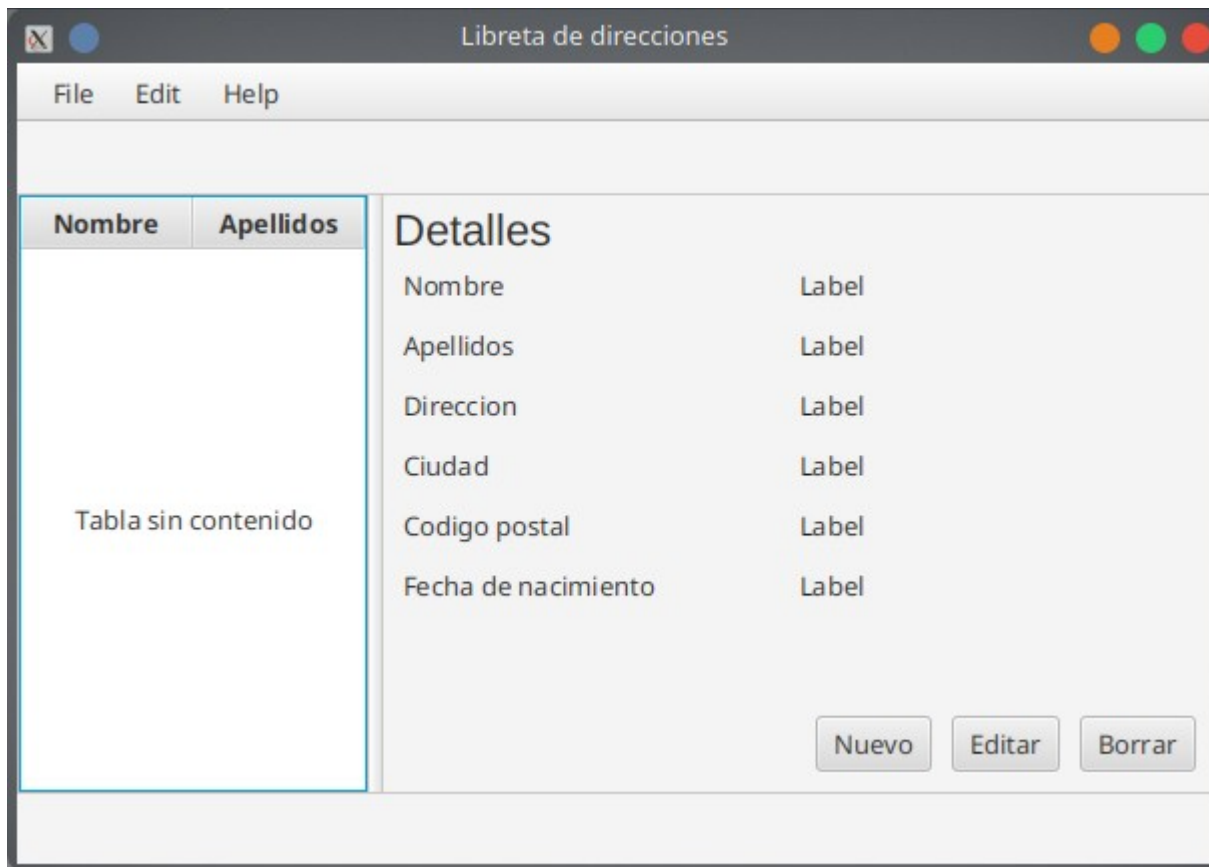 Libreta de direcciones
File Edit Help
Nombre Apellidos
Tabla sin contenido
Detalles
Nombre Label
Apellidos Label
Direccion Label
Ciudad Label
Codigo postal Label
Fecha de nacimiento Label
Nuevo Editar Borrar